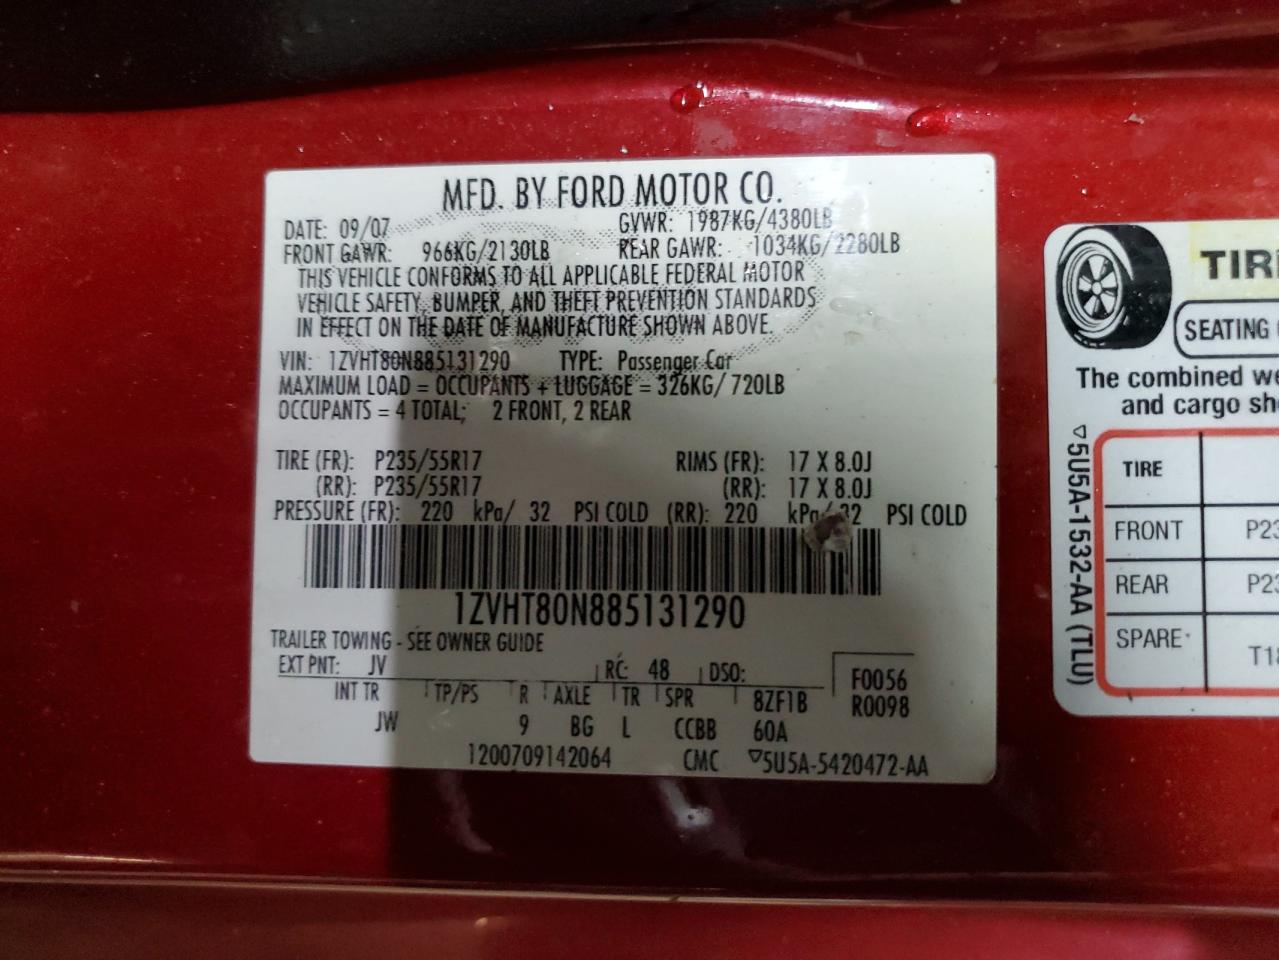 MFD. BY FORD MOTOR CO.
DATE: 09/07 GVWR: 1987KG/4380LB
FRONT GAWR: 966KG/2130LB REAR GAWR: 1034KG/2280LB
THIS VEHICLE CONFORMS TO ALL APPLICABLE FEDERAL MOTOR
VEHICLE SAFETY, BUMPER, AND THEFT PREVENTION STANDARDS
IN EFFECT ON THE DATE OF MANUFACTURE SHOWN ABOVE.
VIN: 1ZVHT80N885131290 TYPE: Passenger Car
MAXIMUM LOAD = OCCUPANTS + LUGGAGE = 326KG/ 720LB
OCCUPANTS = 4 TOTAL; 2 FRONT, 2 REAR
TIRE (FR): P235/55R17 RIMS (FR): 17 X 8.0J
(RR): P235/55R17 (RR): 17 X 8.0J
PRESSURE (FR): 220 kPa/ 32 PSI COLD (RR): 220 kPa/ 32 PSI COLD
1ZVHT80N885131290
TRAILER TOWING - SEE OWNER GUIDE
EXT PNT: JV RC: 48 DSO: F0056
INT TR TP/PS R AXLE TR SPR 8ZF1B R0098
JW 9 BG L CCBB 60A
1200709142064 CMC ▽5U5A-5420472-AA
TIR
SEATING
The combined we
and cargo sh
TIRE
FRONT P23
REAR P23
SPARE T18
▽5U5A-1532-AA (TLU)